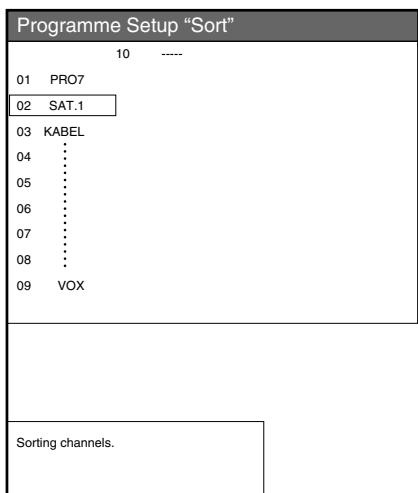 Programme Setup “Sort”
10 -----
01 PRO7
02 SAT.1
03 KABEL
04
05
06
07
08
09 VOX
Sorting channels.